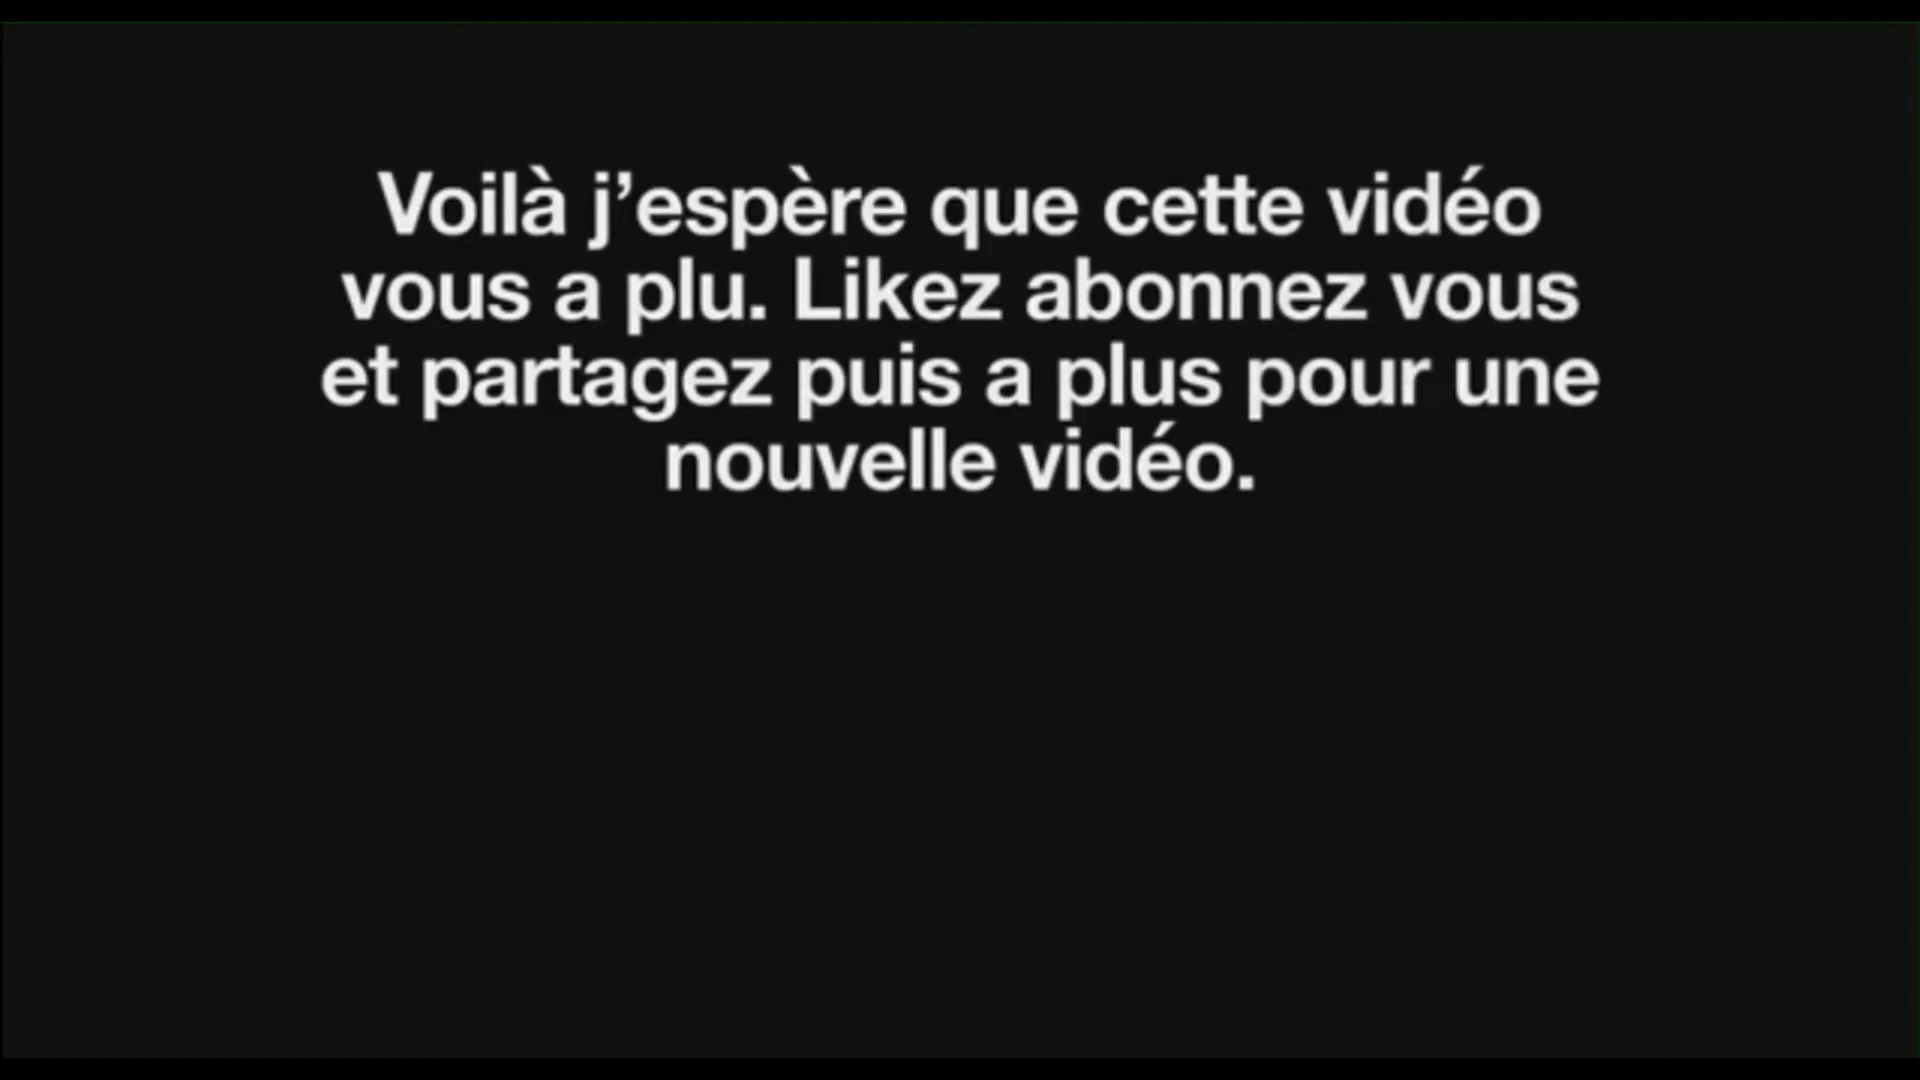 Voilà j’espère que cette vidéo
vous a plu. Likez abonnez vous
et partagez puis a plus pour une
nouvelle vidéo.